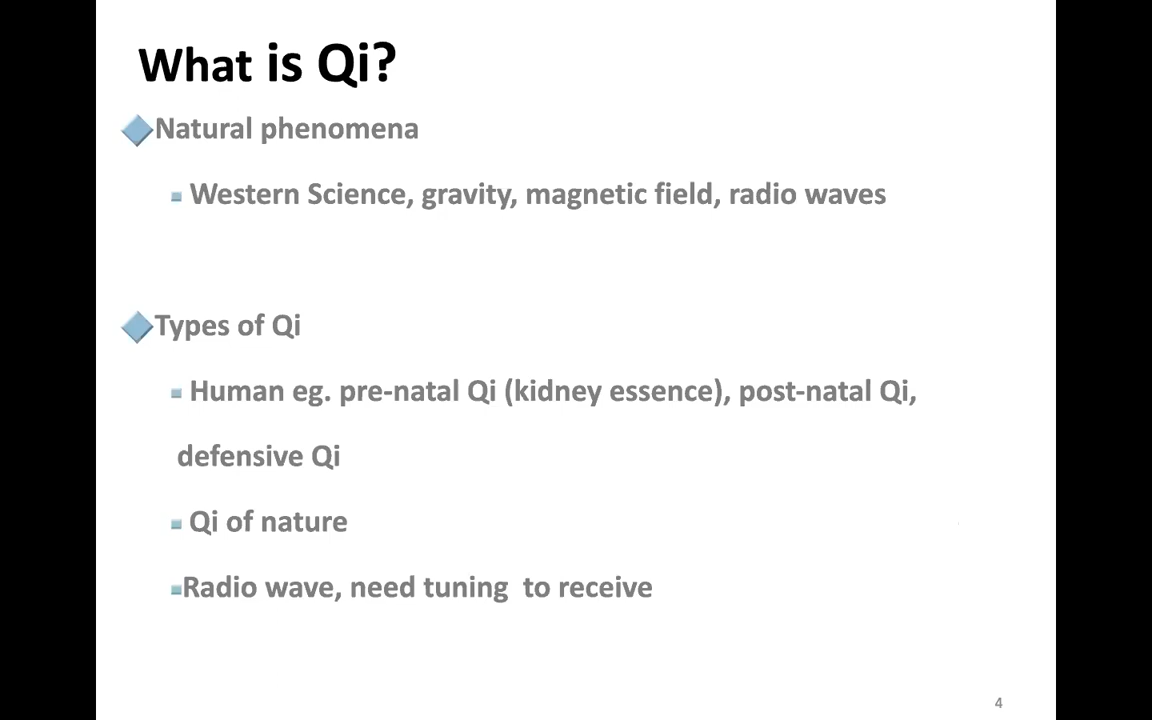 What is Qi?
Natural phenomena
Western Science, gravity, magnetic field, radio waves
Types of Qi
Human eg. pre-natal Qi (kidney essence), post-natal Qi,
defensive Qi
Qi of nature
Radio wave, need tuning  to receive
4